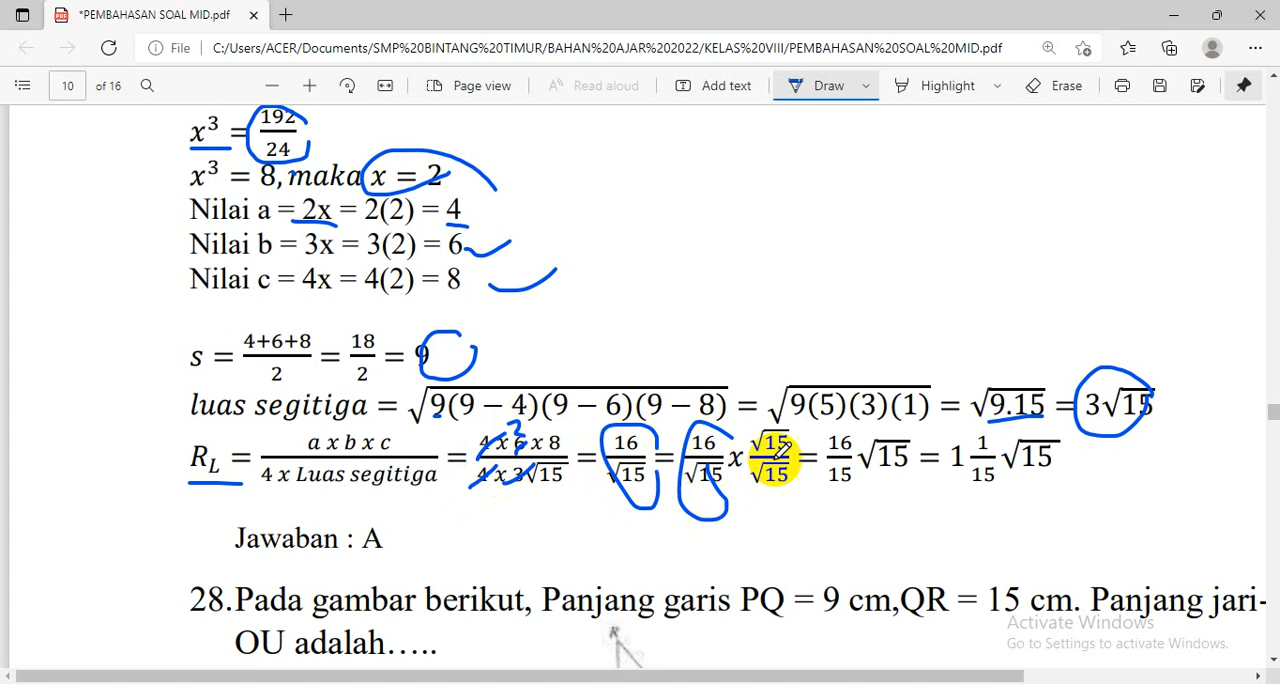 *PEMBAHASAN SOAL MID.pdf
File C:/Users/ACER/Documents/SMP%20BINTANG%20TIMUR/BAHAN%20AJAR%202022/KELAS%20VIII/PEMBAHASAN%20SOAL%20MID.pdf
10 of 16 Page view Read aloud Add text Draw Highlight Erase
x³ = 192/24
x³ = 8, maka x = 2
Nilai a = 2x = 2(2) = 4
Nilai b = 3x = 3(2) = 6
Nilai c = 4x = 4(2) = 8
s = 4+6+8/2 = 18/2 = 9
luas segitiga = √9(9 − 4)(9 − 6)(9 − 8) = √9(5)(3)(1) = √9.15 = 3√15
R_L = a x b x c/4 x Luas segitiga = 4 x 6 x 8/4 x 3√15 = 16/√15 = 16/√15 x √15/√15 = 16/15 √15 = 1 1/15 √15
2
Jawaban : A
28.Pada gambar berikut, Panjang garis PQ = 9 cm,QR = 15 cm. Panjang jari-
OU adalah…..
R
Activate Windows
Go to Settings to activate Windows.